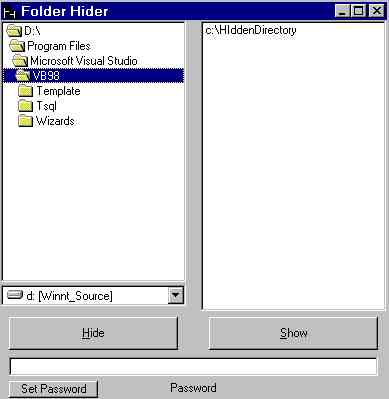 Folder Hider
D:\
Program Files
Microsoft Visual Studio
VB98
Template
Tsql
Wizards
c:\HIddenDirectory
d: [Winnt_Source]
Hide
Show
Set Password
Password